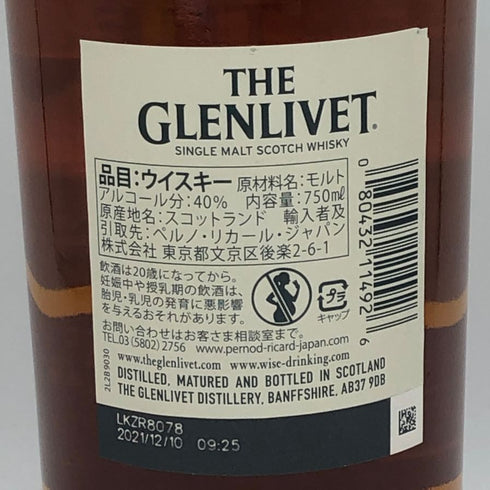 THE
GLENLIVET®
SINGLE MALT SCOTCH WHISKY
品目:ウイスキー 原材料名:モルト
アルコール分:40% 内容量:750ml
原産地名:スコットランド 輸入者及び
引取先:ペルノ・リカール・ジャパン
株式会社 東京都文京区後楽2-6-1
飲酒は20歳になってから。
妊娠中や授乳期の飲酒は、
胎児・乳児の発育に悪影響
を与えるおそれがあります。
プラ
キャップ
お問い合わせはお客さま相談室まで。
TEL 03(5802)2756 www.pernod-ricard-japan.com
www.theglenlivet.com www.wise-drinking.com
DISTILLED, MATURED AND BOTTLED IN SCOTLAND
THE GLENLIVET DISTILLERY, BANFFSHIRE. AB37 9DB
2L2B9030
LKZR8078
2021/12/10 09:25
0 80432 11492 6